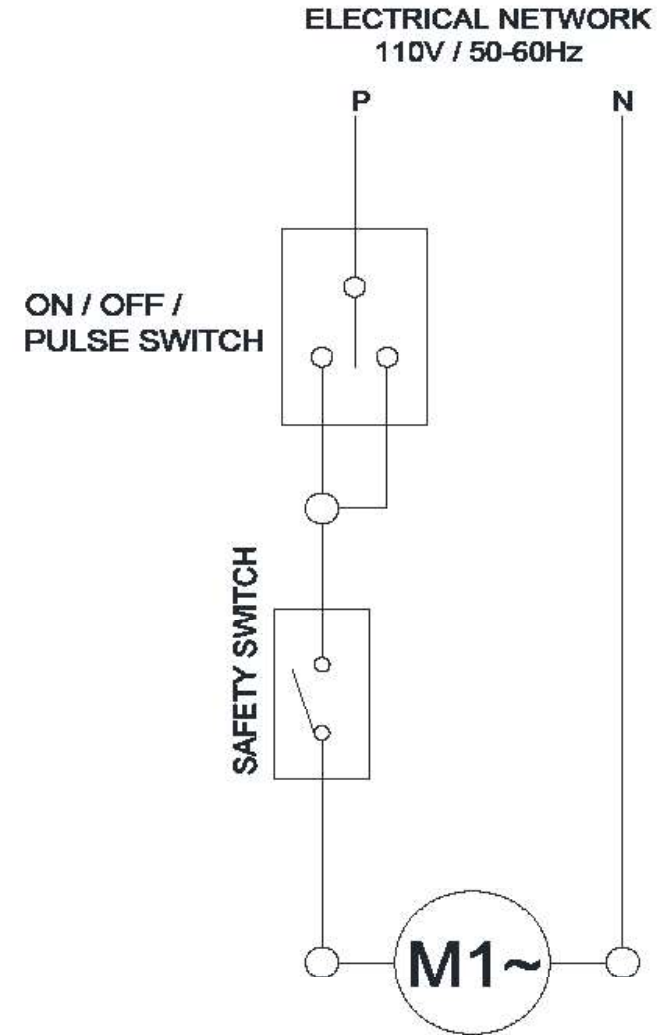 ELECTRICAL NETWORK
110V / 50-60Hz
P
N
ON / OFF /
PULSE SWITCH
SAFETY SWITCH
M1~